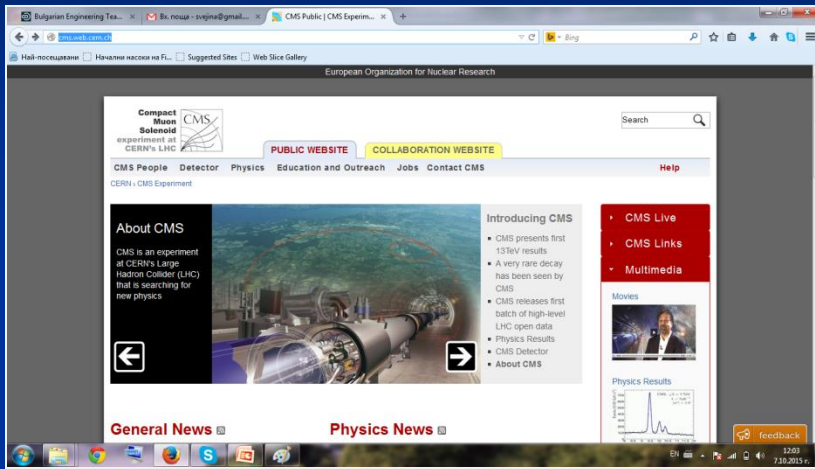 Bulgarian Engineering Tea...
Вх. поща - svejina@gmail....
CMS Public | CMS Experim...
cms.web.cern.ch
Bing
Най-посещавани
Начални насоки на Fi...
Suggested Sites
Web Slice Gallery
European Organization for Nuclear Research
Compact
Muon
Solenoid
experiment at
CERN's LHC
CMS
Search
PUBLIC WEBSITE
COLLABORATION WEBSITE
CMS People Detector Physics Education and Outreach Jobs Contact CMS
Help
CERN › CMS Experiment
About CMS
CMS is an experiment
at CERN's Large
Hadron Collider (LHC)
that is searching for
new physics
Introducing CMS
CMS presents first
13TeV results
A very rare decay
has been seen by
CMS
CMS releases first
batch of high-level
LHC open data
Physics Results
CMS Detector
About CMS
CMS Live
CMS Links
Multimedia
Movies
Physics Results
General News
Physics News
feedback
EN
12:03
7.10.2015 г.